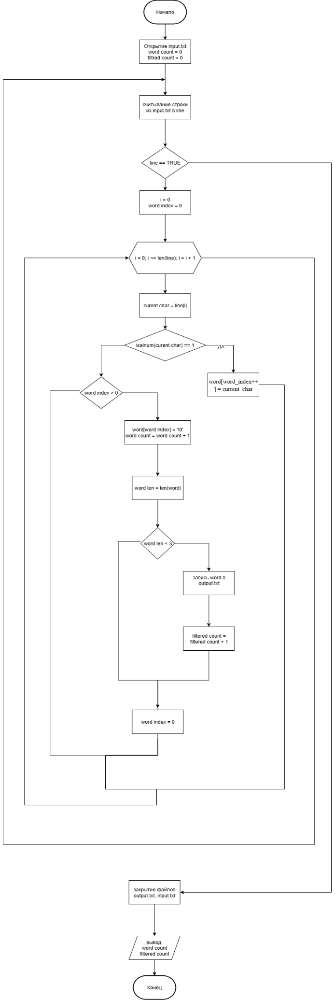 Начало
Открытие input.txt
word count = 0
filtred count = 0
считывание строки
из input.txt в line
line == TRUE
i = 0
word index = 0
i = 0; i <= len(line); i = i + 1
curent char = line[i]
isalnum(curent char) == 1
ДА
word[word_index++
] = current_char
word index > 0
word[word index] = '\0'
word count = word count + 1
word len = len(word)
word len < 3
запись word в
output.txt
filtered count =
filtered count + 1
word index = 0
закрытие файлов
output.txt, input.txt
вывод:
word count
filtered count
Конец